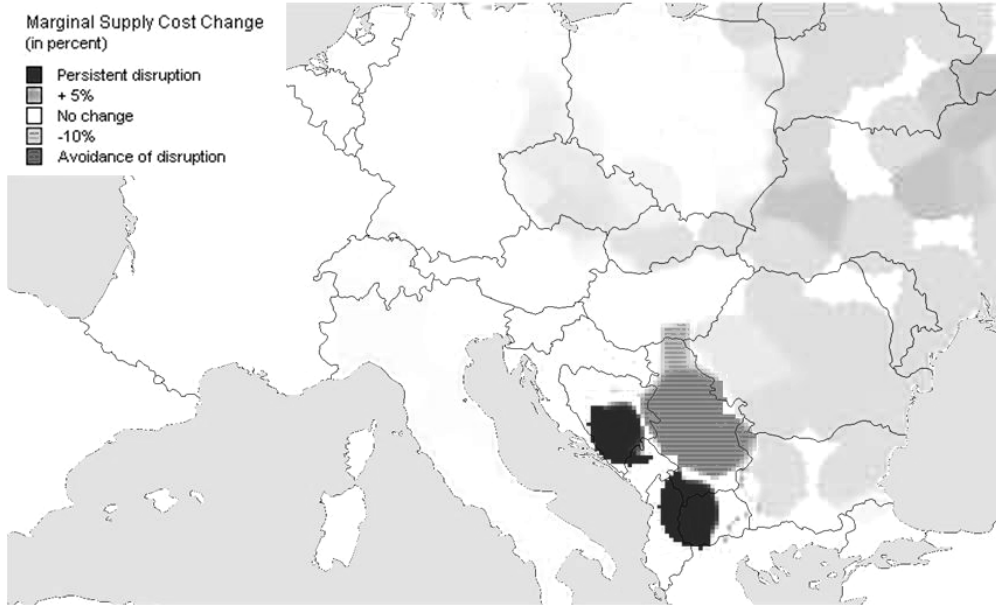 Marginal Supply Cost Change
(in percent)
Persistent disruption
+ 5%
No change
-10%
Avoidance of disruption